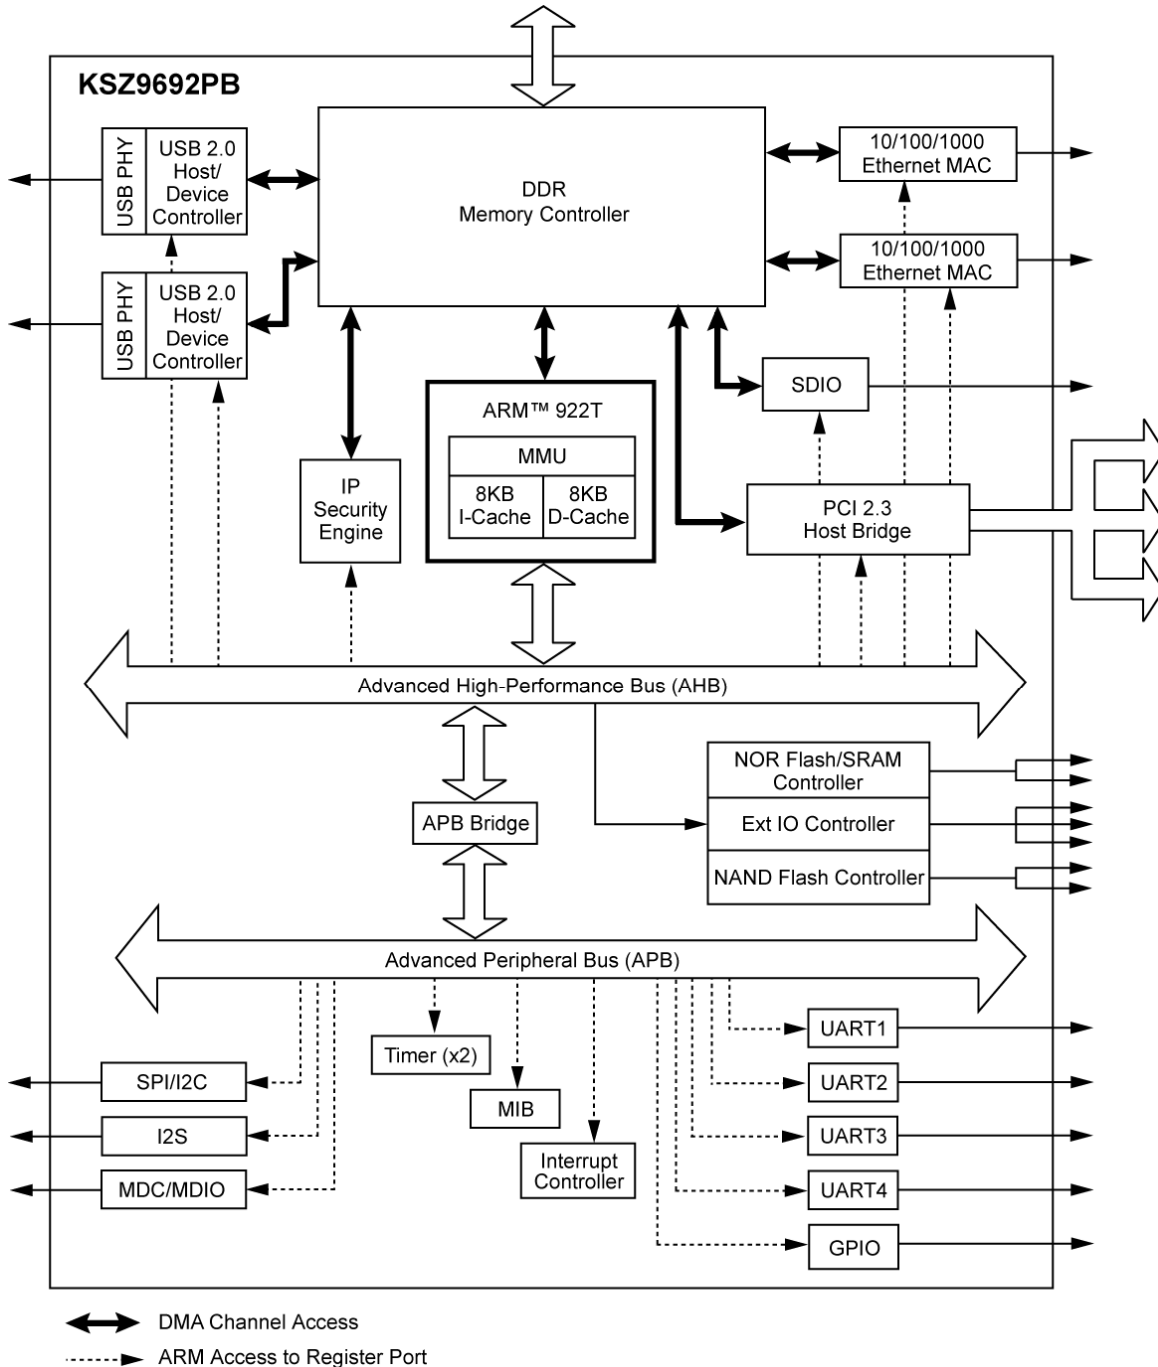 KSZ9692PB
USB PHY
USB 2.0
Host/
Device
Controller
DDR
Memory Controller
10/100/1000
Ethernet MAC
10/100/1000
Ethernet MAC
USB PHY
USB 2.0
Host/
Device
Controller
SDIO
ARM™ 922T
MMU
8KB
I-Cache
8KB
D-Cache
IP
Security
Engine
PCI 2.3
Host Bridge
Advanced High-Performance Bus (AHB)
NOR Flash/SRAM
Controller
APB Bridge
Ext IO Controller
NAND Flash Controller
Advanced Peripheral Bus (APB)
UART1
Timer (x2)
SPI/I2C
UART2
MIB
I2S
UART3
Interrupt
Controller
MDC/MDIO
UART4
GPIO
DMA Channel Access
ARM Access to Register Port